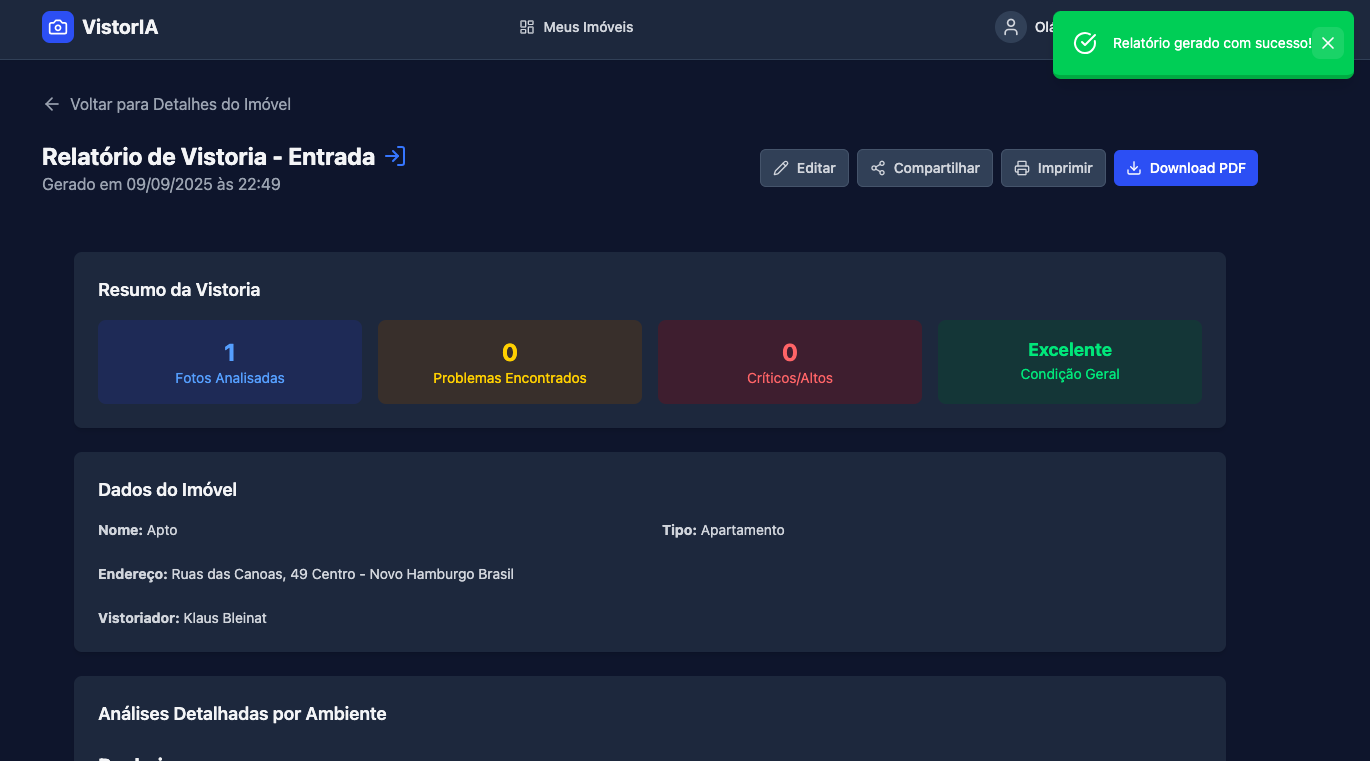 VistorIA
Meus Imóveis
Relatório gerado com sucesso!
Voltar para Detalhes do Imóvel
Relatório de Vistoria - Entrada
Gerado em 09/09/2025 às 22:49
Editar
Compartilhar
Imprimir
Download PDF
Resumo da Vistoria
1
Fotos Analisadas
0
Problemas Encontrados
0
Críticos/Altos
Excelente
Condição Geral
Dados do Imóvel
Nome: Apto
Tipo: Apartamento
Endereço: Ruas das Canoas, 49 Centro - Novo Hamburgo Brasil
Vistoriador: Klaus Bleinat
Análises Detalhadas por Ambiente